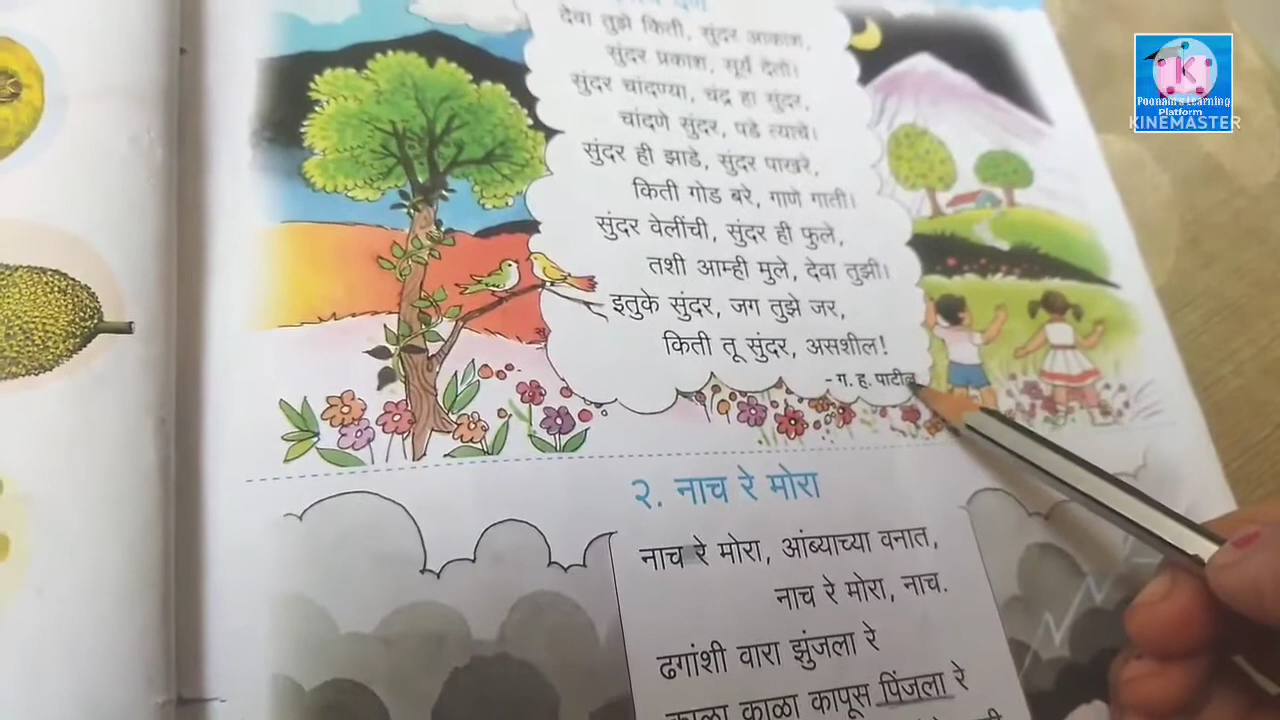 देवा तुझे किती, सुंदर आकाश,
सुंदर प्रकाश, सूर्य देतो।
सुंदर चांदण्या, चंद्र हा सुंदर,
चांदणे सुंदर, पडे त्याचे।
सुंदर ही झाडे, सुंदर पाखरे,
किती गोड बरे, गाणे गाती।
सुंदर वेलींची, सुंदर ही फुले,
तशी आम्ही मुले, देवा तुझी।
इतुके सुंदर, जग तुझे जर,
किती तू सुंदर, असशील!
- ग. ह. पाटील
२. नाच रे मोरा
नाच रे मोरा, आंब्याच्या वनात,
नाच रे मोरा, नाच.
ढगांशी वारा झुंजला रे
काळा काळा कापूस पिंजला रे
Poonam's Learning
Platform
KINEMASTER